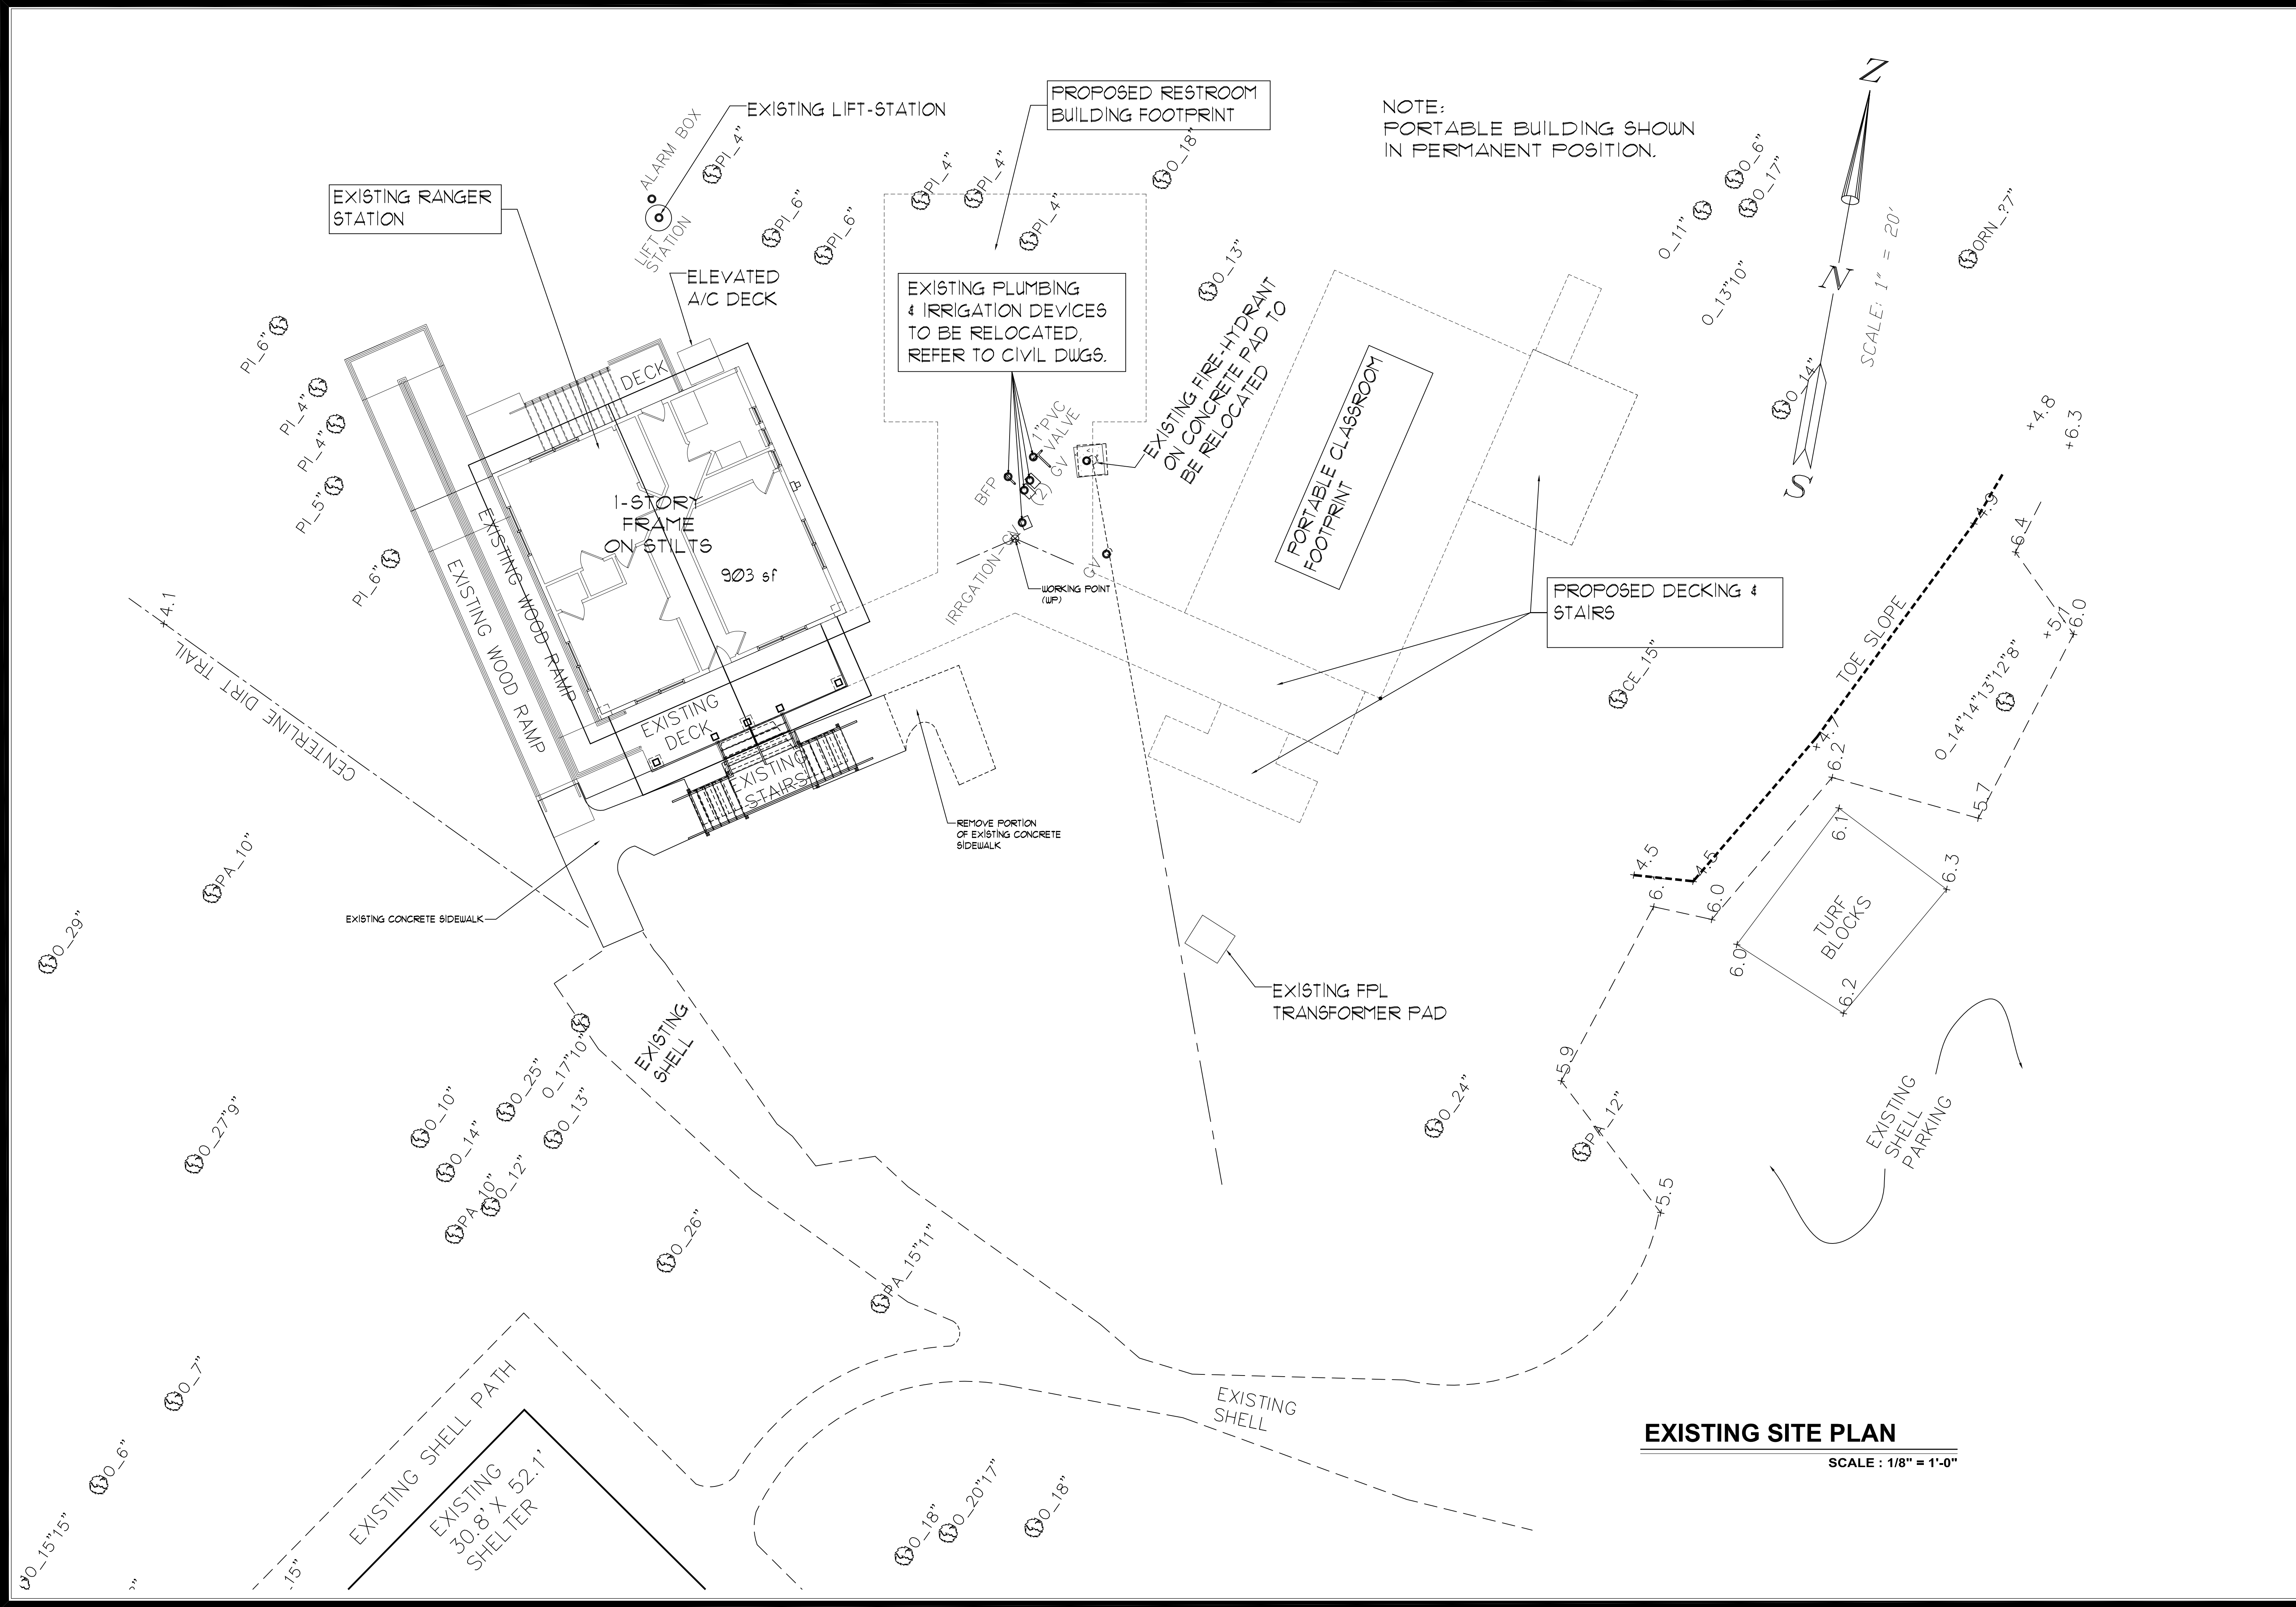 EXISTING LIFT-STATION
ALARM BOX
LIFT
STATION
PROPOSED RESTROOM
BUILDING FOOTPRINT
NOTE:
PORTABLE BUILDING SHOWN
IN PERMANENT POSITION.
EXISTING RANGER
STATION
ELEVATED
A/C DECK
EXISTING PLUMBING
& IRRIGATION DEVICES
TO BE RELOCATED,
REFER TO CIVIL DWGS.
EXISTING FIRE-HYDRANT
ON CONCRETE PAD TO
BE RELOCATED
PORTABLE CLASSROOM
FOOTPRINT
PI_4"
PI_6"
PI_6"
PI_4"
PI_4"
PI_4"
O_18"
O_13"
O_6"
O_17"
O_11"
O_13"10"
O_14"
ORN_?7"
Z
N
S
SCALE: 1" = 20'
PI_6"
PI_4"
PI_4"
PI_5"
PI_6"
DECK
1-STORY
FRAME
ON STILTS
903 sf
EXISTING WOOD RAMP
EXISTING WOOD RAMP
EXISTING
DECK
EXISTING
STAIRS
1"PVC
VALVE
GV
BFP
(2)
IRRGATION-CV
GV
WORKING POINT
(WP)
PROPOSED DECKING &
STAIRS
+4.1
CENTERLINE DIRT TRAIL
REMOVE PORTION
OF EXISTING CONCRETE
SIDEWALK
EXISTING CONCRETE SIDEWALK
EXISTING FPL
TRANSFORMER PAD
CE_15"
TOE SLOPE
+4.8
+6.3
+4.9
+6.4
+5.1
+6.0
O_14"14"13"12"8"
+4.7
+6.2
+5.7
+4.5
+4.5
+6.0
6.1
6.3
6.0
6.2
TURF
BLOCKS
+5.9
+5.5
EXISTING
SHELL
PARKING
PA_12"
O_24"
PA_10"
O_29"
O_27"9"
O_10"
O_14"
O_25"
O_17"10"
O_13"
PA_10"
O_12"
O_26"
PA_15"11"
EXISTING
SHELL
EXISTING
SHELL
O_7"
O_6"
O_15"15"
EXISTING SHELL PATH
EXISTING
30.8' X 52.1'
SHELTER
O_18"
O_20"17"
O_18"
EXISTING SITE PLAN
SCALE : 1/8" = 1'-0"